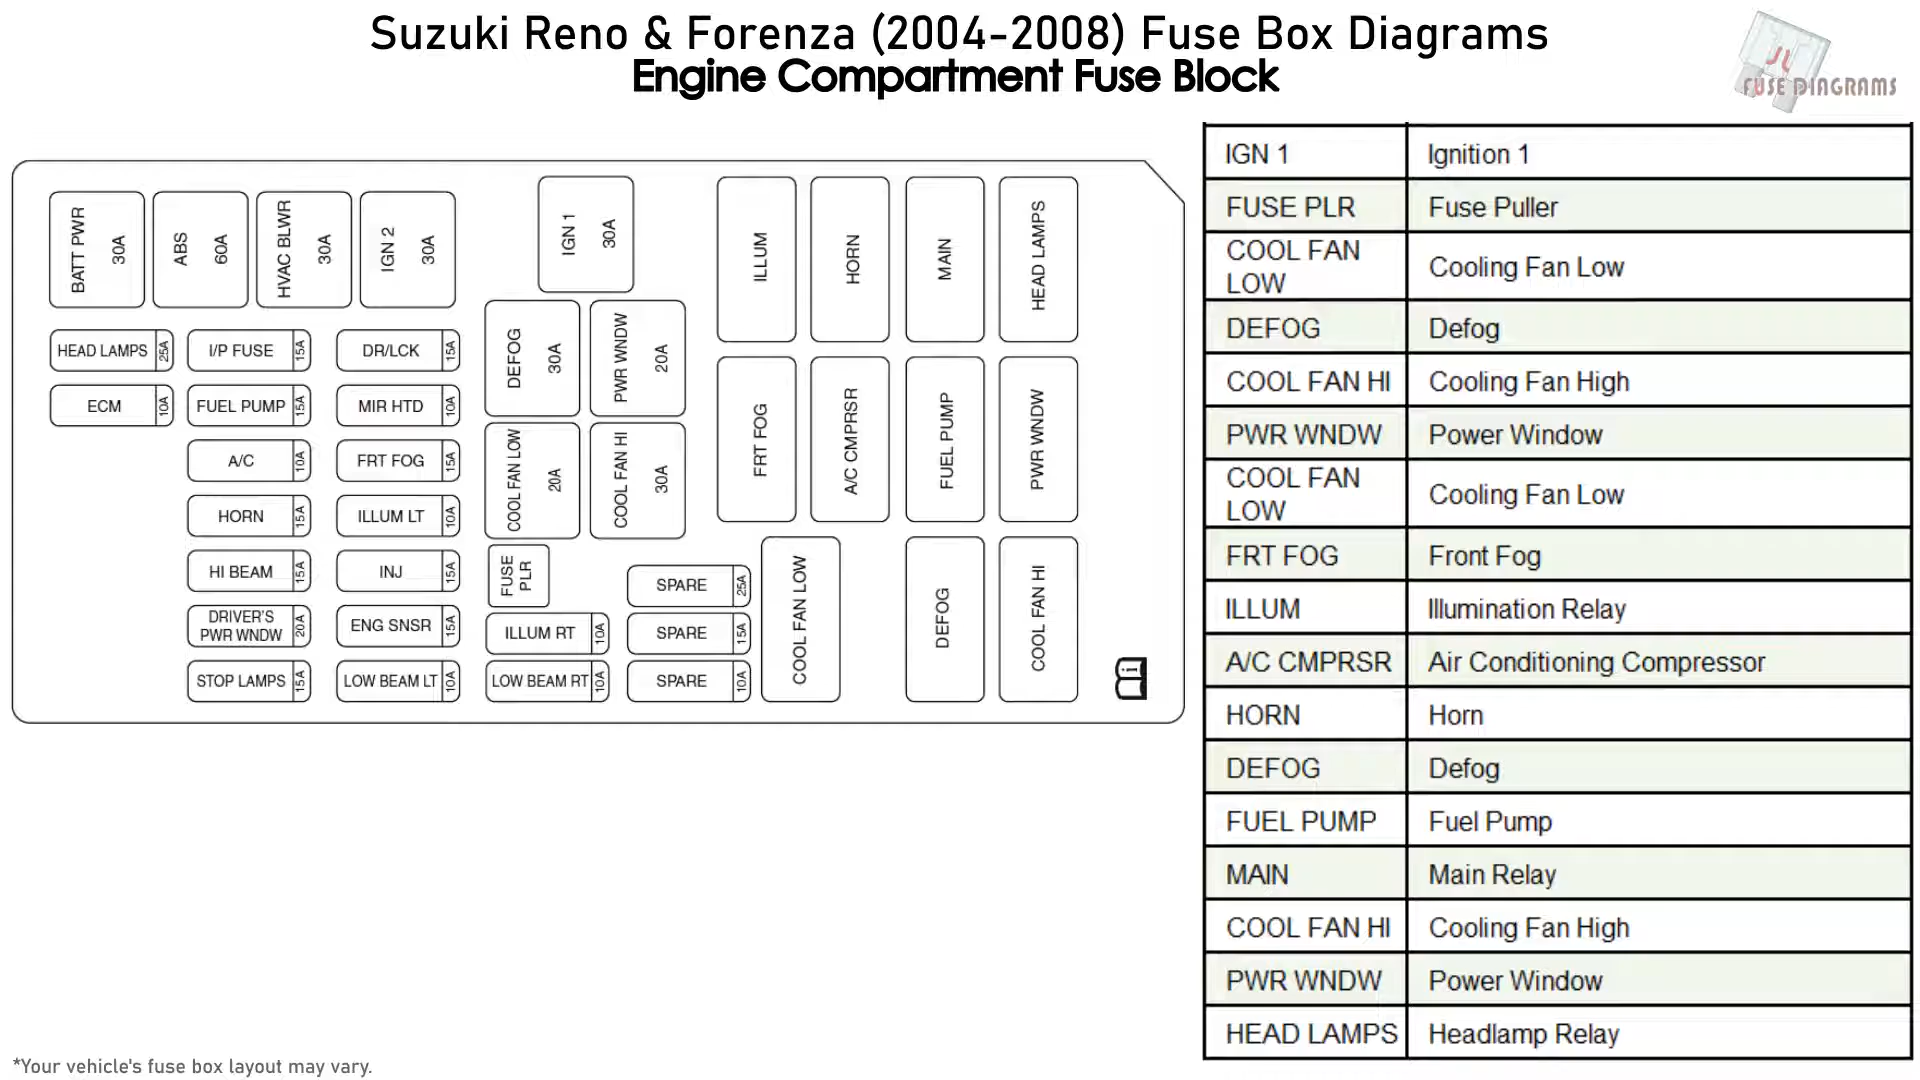 Suzuki Reno & Forenza (2004-2008) Fuse Box Diagrams
Engine Compartment Fuse Block
JL
FUSE DIAGRAMS
BATT PWR
30A
ABS
60A
HVAC BLWR
30A
IGN 2
30A
IGN 1
30A
ILLUM
HORN
MAIN
HEAD LAMPS
HEAD LAMPS 25A
I/P FUSE 15A
DR/LCK 15A
DEFOG
30A
PWR WNDW
20A
ECM 10A
FUEL PUMP 15A
MIR HTD 10A
FRT FOG
A/C CMPRSR
FUEL PUMP
PWR WNDW
A/C 10A
FRT FOG 15A
COOL FAN LOW
20A
COOL FAN HI
30A
HORN 15A
ILLUM LT 10A
HI BEAM 15A
INJ 15A
FUSE
PLR
SPARE 25A
COOL FAN LOW
DEFOG
COOL FAN HI
DRIVER'S
PWR WNDW 20A
ENG SNSR 15A
ILLUM RT 10A
SPARE 15A
STOP LAMPS 15A
LOW BEAM LT 10A
LOW BEAM RT 10A
SPARE 10A
i
IGN 1 Ignition 1
FUSE PLR Fuse Puller
COOL FAN
LOW Cooling Fan Low
DEFOG Defog
COOL FAN HI Cooling Fan High
PWR WNDW Power Window
COOL FAN
LOW Cooling Fan Low
FRT FOG Front Fog
ILLUM Illumination Relay
A/C CMPRSR Air Conditioning Compressor
HORN Horn
DEFOG Defog
FUEL PUMP Fuel Pump
MAIN Main Relay
COOL FAN HI Cooling Fan High
PWR WNDW Power Window
HEAD LAMPS Headlamp Relay
*Your vehicle's fuse box layout may vary.